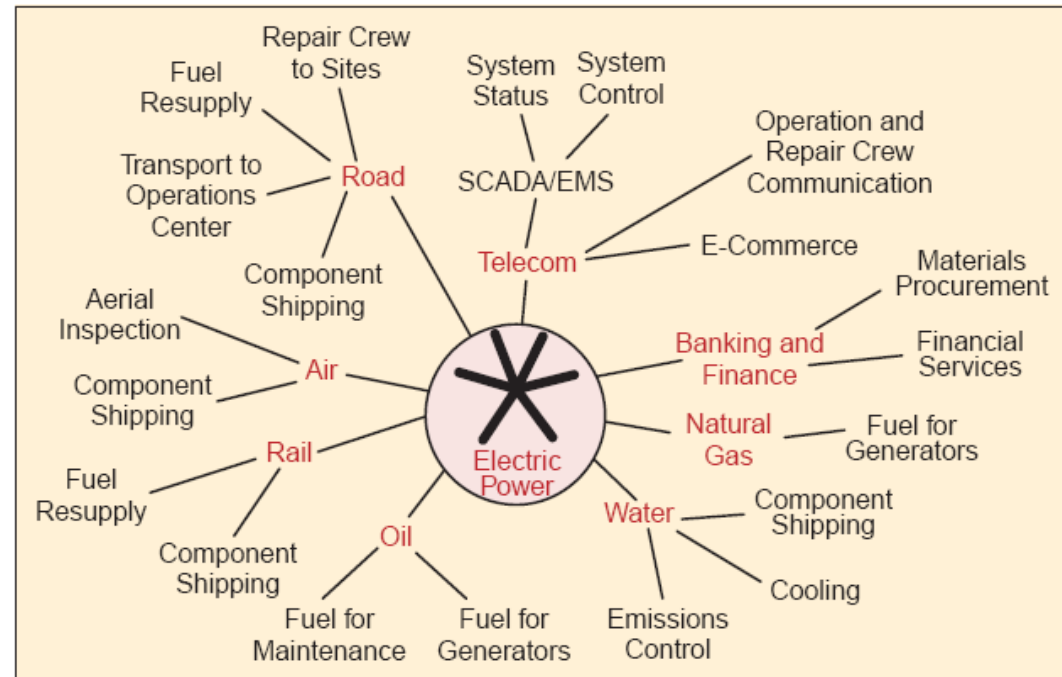 Repair Crew
to Sites
Fuel
Resupply
Transport to
Operations
Center
Road
Component
Shipping
System
Status
System
Control
SCADA/EMS
Telecom
Operation and
Repair Crew
Communication
E-Commerce
Materials
Procurement
Banking and
Finance
Financial
Services
Aerial
Inspection
Air
Component
Shipping
Natural
Gas
Fuel for
Generators
Electric
Power
Rail
Fuel
Resupply
Component
Shipping
Water
Component
Shipping
Cooling
Emissions
Control
Oil
Fuel for
Maintenance
Fuel for
Generators